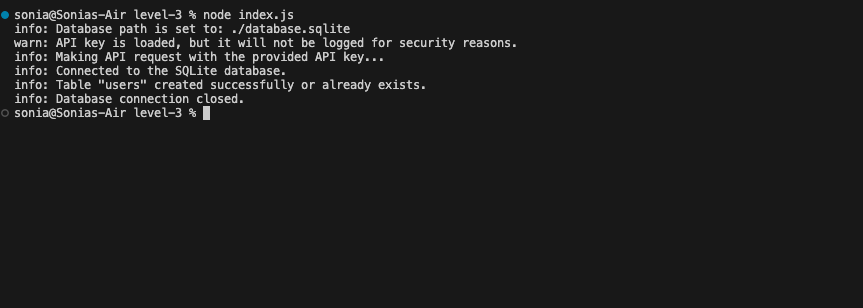 sonia@Sonias-Air level-3 % node index.js
info: Database path is set to: ./database.sqlite
warn: API key is loaded, but it will not be logged for security reasons.
info: Making API request with the provided API key...
info: Connected to the SQLite database.
info: Table "users" created successfully or already exists.
info: Database connection closed.
sonia@Sonias-Air level-3 %